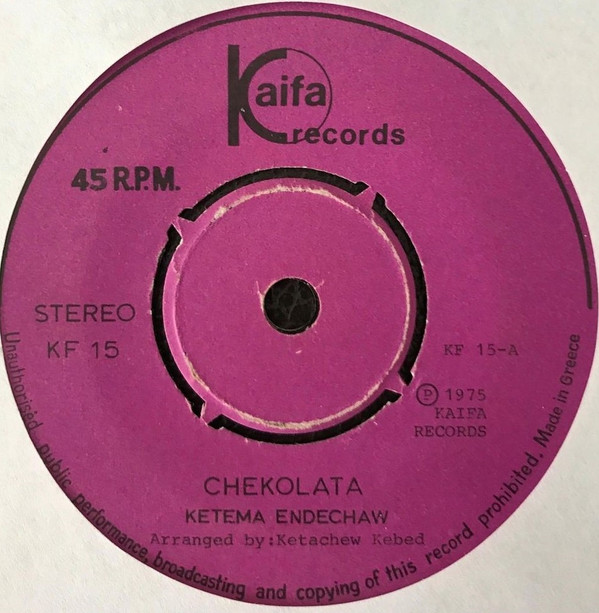 Kaifa
records
45 R.P.M.
STEREO
KF 15
KF 15-A
Ⓟ 1975
KAIFA
RECORDS
CHEKOLATA
KETEMA ENDECHAW
Arranged by:Ketachew Kebed
Unauthorised public performance, broadcasting and copying of this record prohibited. Made in Greece